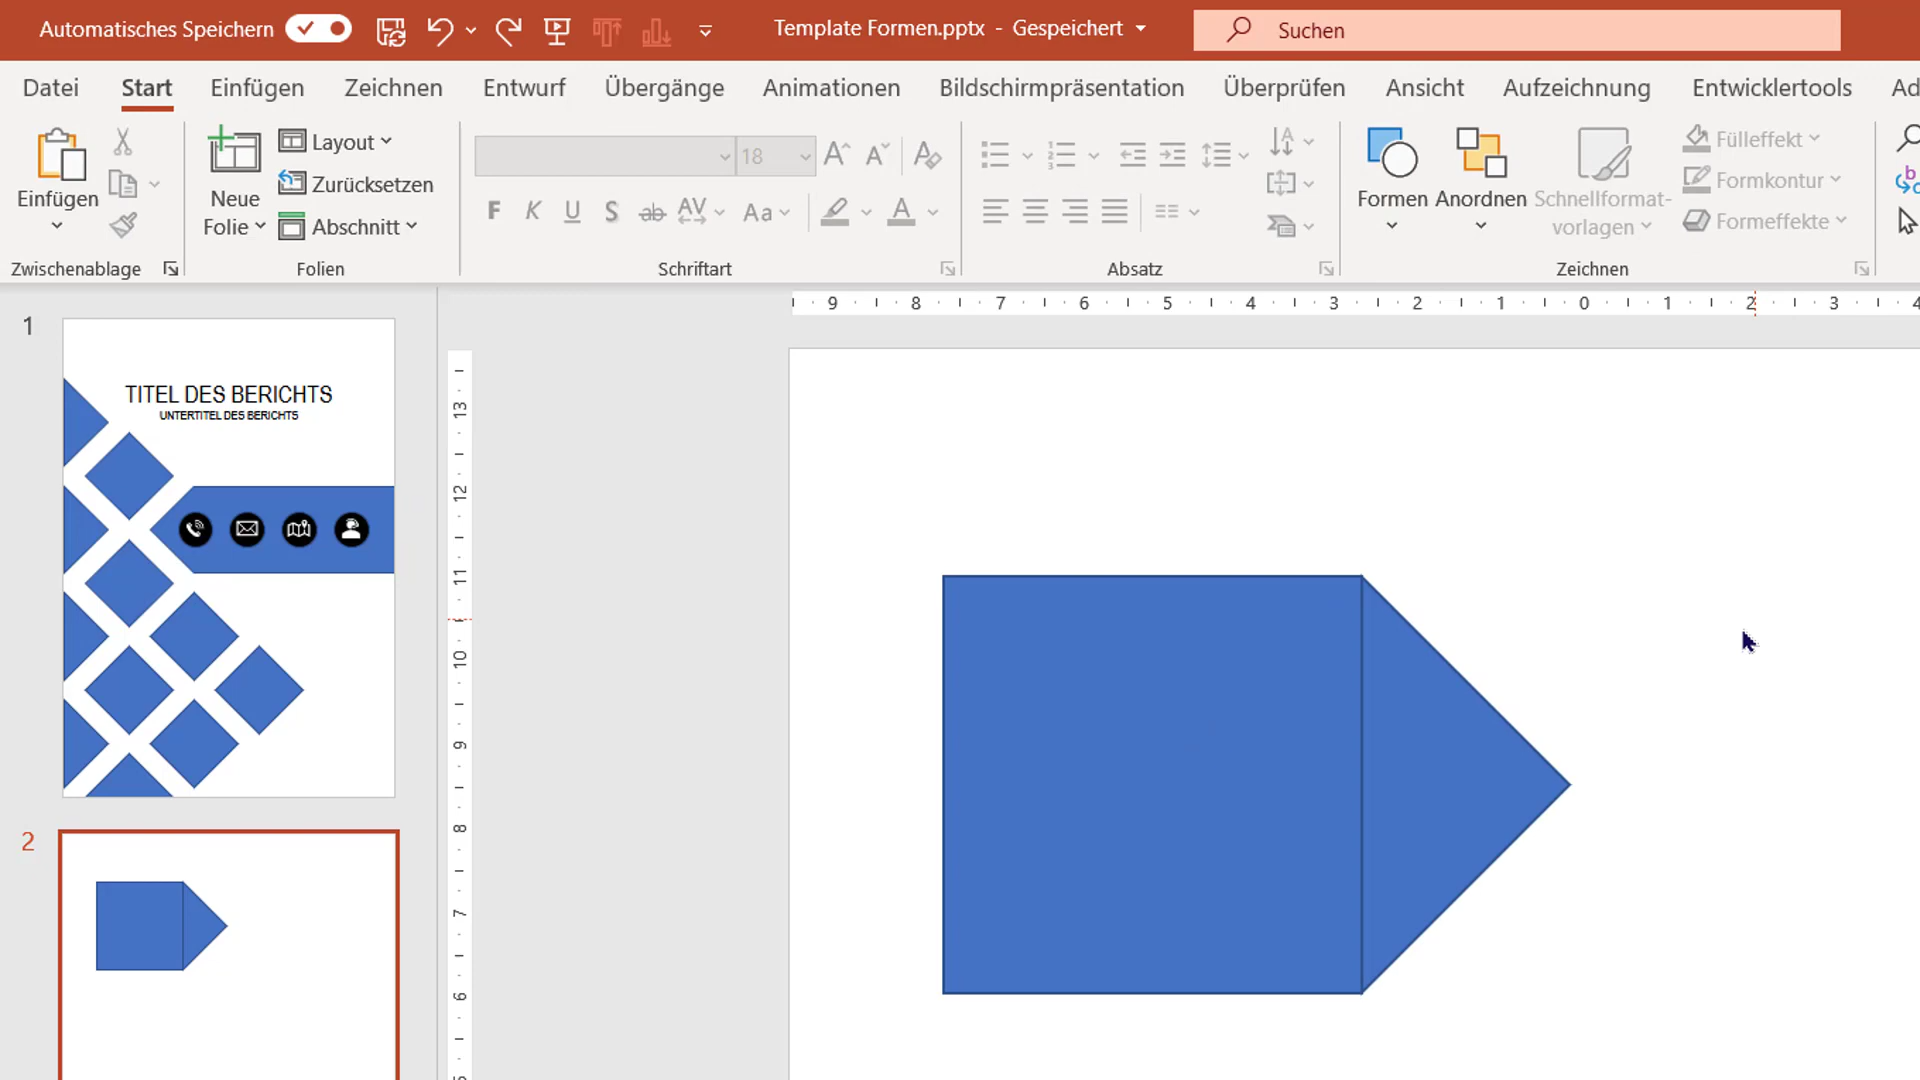 Automatisches Speichern
Template Formen.pptx - Gespeichert
Suchen
Datei Start Einfügen Zeichnen Entwurf Übergänge Animationen Bildschirmpräsentation Überprüfen Ansicht Aufzeichnung Entwicklertools Ad
Einfügen
Neue
Folie
Layout
Zurücksetzen
Abschnitt
18
F K U S ab AV Aa A
Formen
Anordnen
Schnellformat-
vorlagen
Fülleffekt
Formkontur
Formeffekte
Zwischenablage
Folien
Schriftart
Absatz
Zeichnen
9 8 7 6 5 4 3 2 1 0 1 2 3 4
13
12
11
10
9
8
7
6
1
TITEL DES BERICHTS
UNTERTITEL DES BERICHTS
2